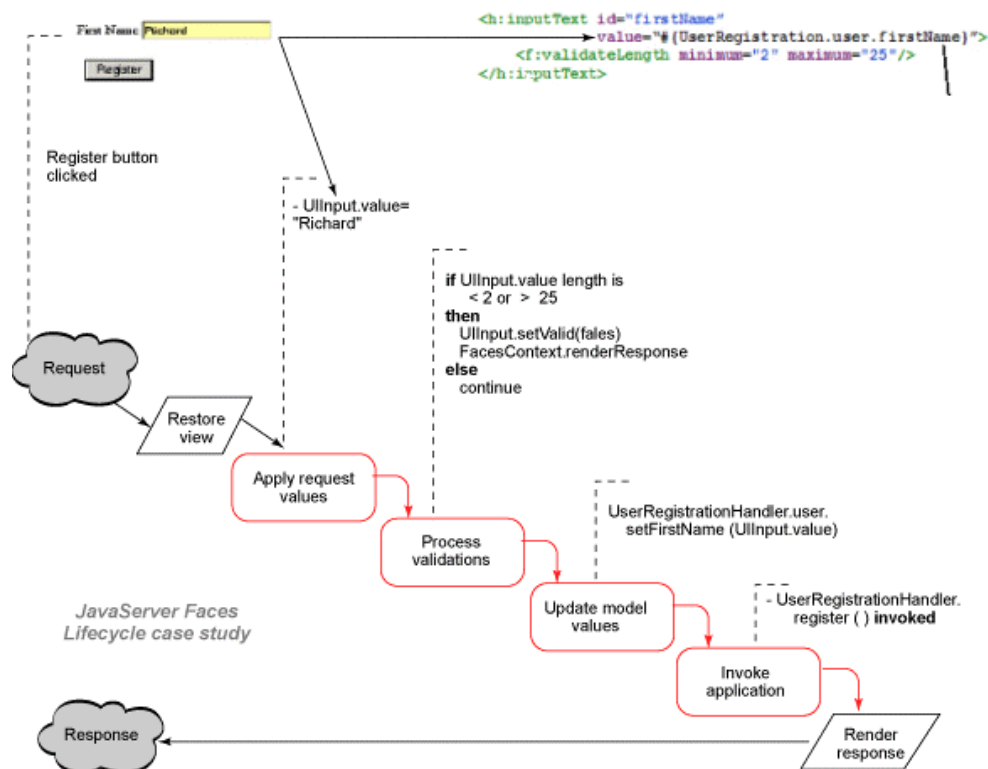 First Name Richard
Register
<h:inputText id="firstName"
value="#{UserRegistration.user.firstName}">
<f:validateLength minimum="2" maximum="25"/>
</h:inputText>
Register button
clicked
- UIInput.value=
"Richard"
if UIInput.value length is
< 2 or > 25
then
UIInput.setValid(fales)
FacesContext.renderResponse
else
continue
Request
Restore
view
Apply request
values
Process
validations
UserRegistrationHandler.user.
setFirstName (UIInput.value)
Update model
values
- UserRegistrationHandler.
register ( ) invoked
JavaServer Faces
Lifecycle case study
Invoke
application
Response
Render
response